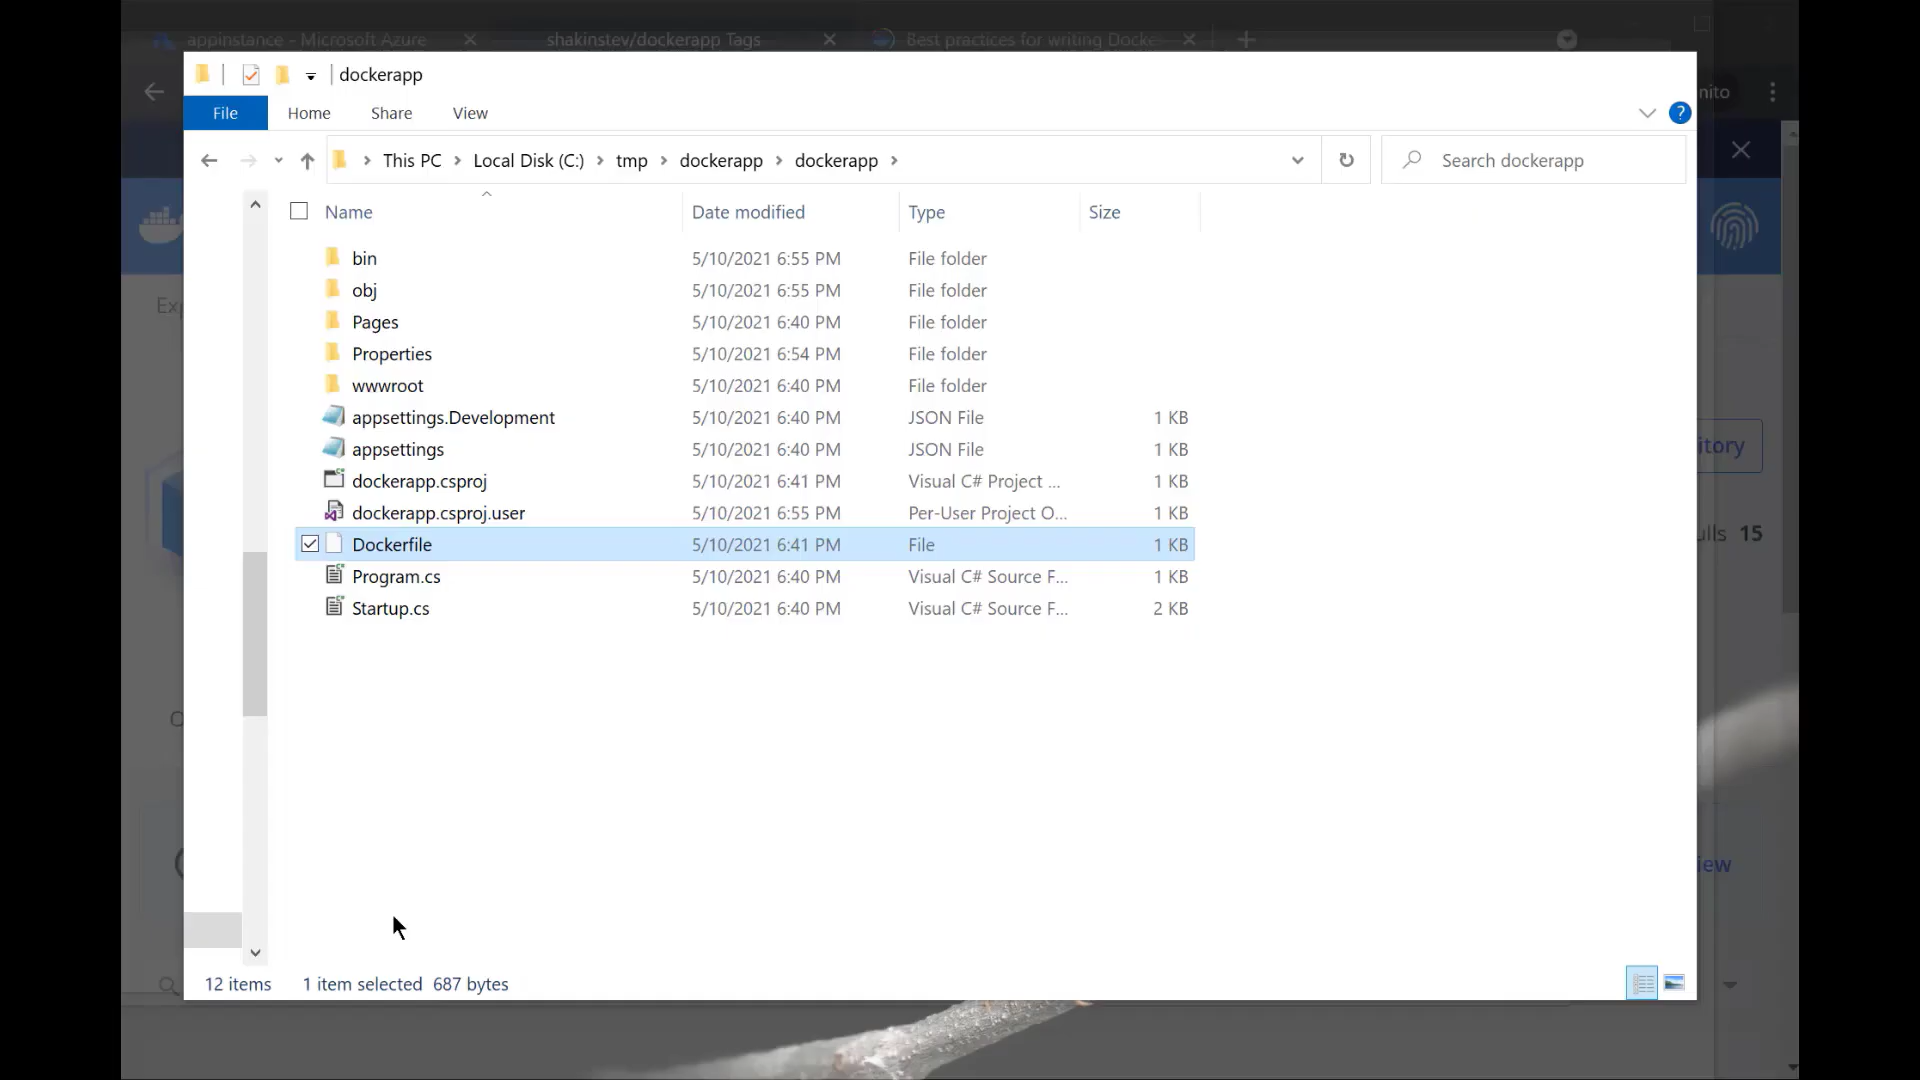 appinstance - Microsoft Azure shakinstev/dockerapp Tags Best practices for writing Docke
dockerapp
nito
File Home Share View
This PC Local Disk (C:) tmp dockerapp dockerapp
Search dockerapp
Name Date modified Type Size
bin 5/10/2021 6:55 PM File folder
obj 5/10/2021 6:55 PM File folder
Exp
Pages 5/10/2021 6:40 PM File folder
Properties 5/10/2021 6:54 PM File folder
wwwroot 5/10/2021 6:40 PM File folder
appsettings.Development 5/10/2021 6:40 PM JSON File 1 KB
itory
appsettings 5/10/2021 6:40 PM JSON File 1 KB
dockerapp.csproj 5/10/2021 6:41 PM Visual C# Project ... 1 KB
dockerapp.csproj.user 5/10/2021 6:55 PM Per-User Project O... 1 KB
ulls 15
Dockerfile 5/10/2021 6:41 PM File 1 KB
Program.cs 5/10/2021 6:40 PM Visual C# Source F... 1 KB
Startup.cs 5/10/2021 6:40 PM Visual C# Source F... 2 KB
iew
12 items 1 item selected 687 bytes